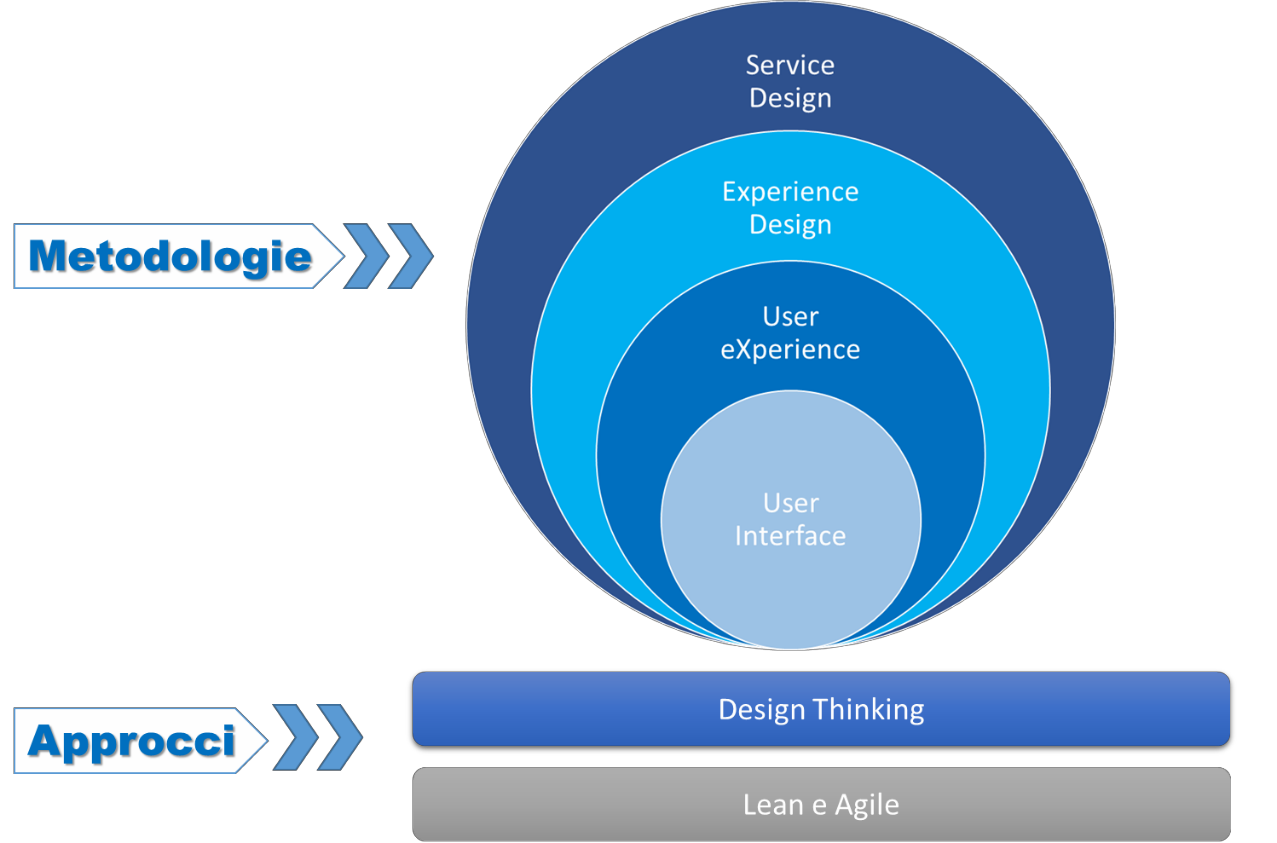 Service
Design
Experience
Design
Metodologie
User
eXperience
User
Interface
Design Thinking
Approcci
Lean e Agile